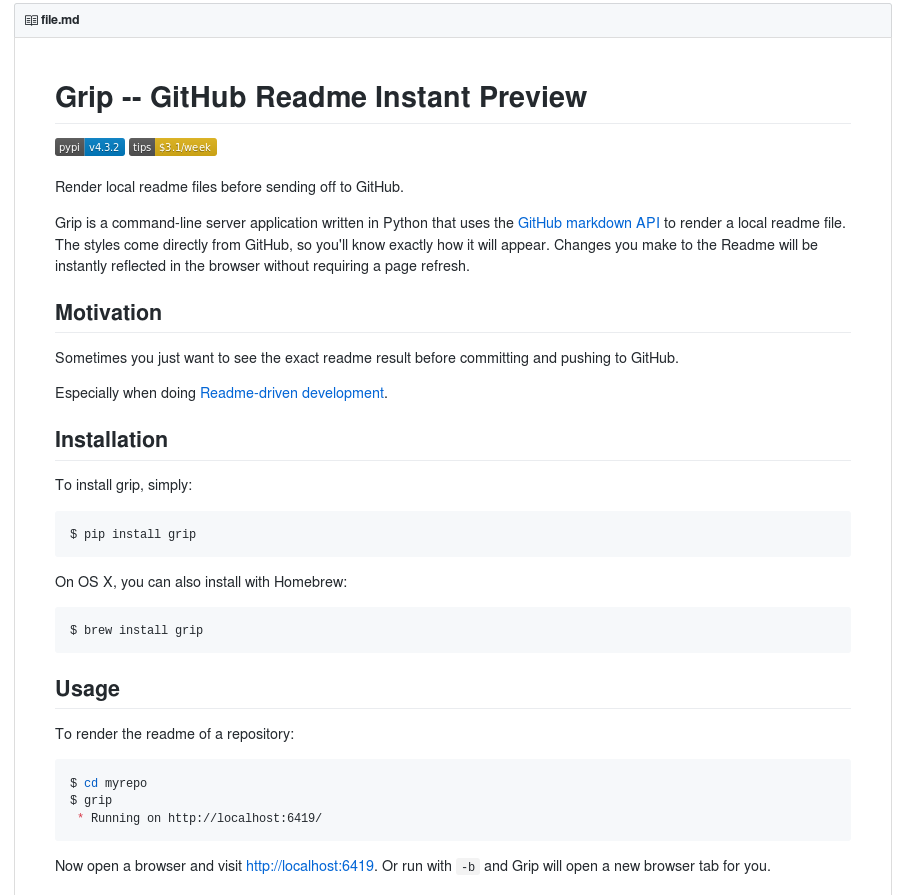 file.md
Grip -- GitHub Readme Instant Preview
pypi v4.3.2 tips $3.1/week
Render local readme files before sending off to GitHub.
Grip is a command-line server application written in Python that uses the GitHub markdown API to render a local readme file.
The styles come directly from GitHub, so you'll know exactly how it will appear. Changes you make to the Readme will be
instantly reflected in the browser without requiring a page refresh.
Motivation
Sometimes you just want to see the exact readme result before committing and pushing to GitHub.
Especially when doing Readme-driven development.
Installation
To install grip, simply:
$ pip install grip
On OS X, you can also install with Homebrew:
$ brew install grip
Usage
To render the readme of a repository:
$ cd myrepo
$ grip
 * Running on http://localhost:6419/
Now open a browser and visit http://localhost:6419. Or run with -b and Grip will open a new browser tab for you.